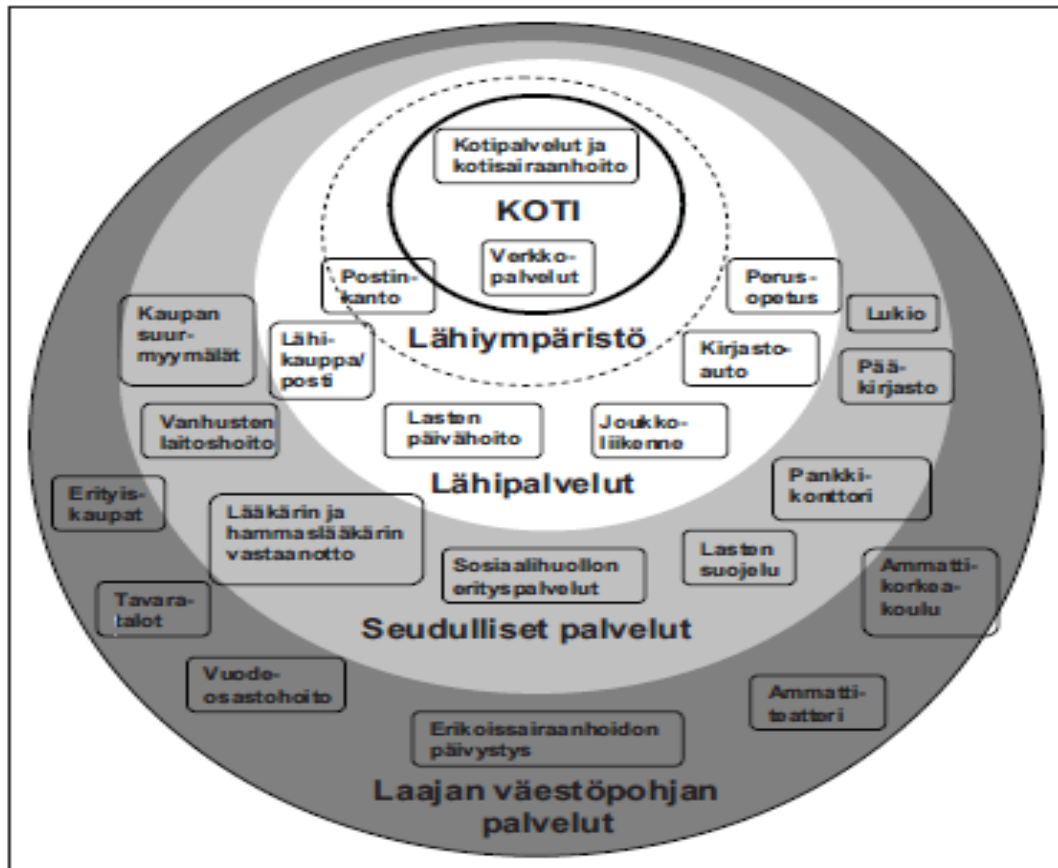 Kotipalvelut ja
kotisairaanhoito
KOTI
Verkko-
palvelut
Postin-
kanto
Perus-
opetus
Kaupan
suur-
myymälät
Lukio
Lähi-
kauppa/
posti
Lähiympäristö
Kirjasto-
auto
Pää-
kirjasto
Vanhusten
laitoshoito
Lasten
päivähoito
Joukko-
liikenne
Lähipalvelut
Pankki-
konttori
Erityis-
kaupat
Lääkärin ja
hammaslääkärin
vastaanotto
Sosiaalihuollon
erityspalvelut
Lasten
suojelu
Ammatti-
korkea-
koulu
Tavara-
talot
Seudulliset palvelut
Vuode-
osastohoito
Ammatti-
teatteri
Erikoissairaanhoidon
päivystys
Laajan väestöpohjan
palvelut